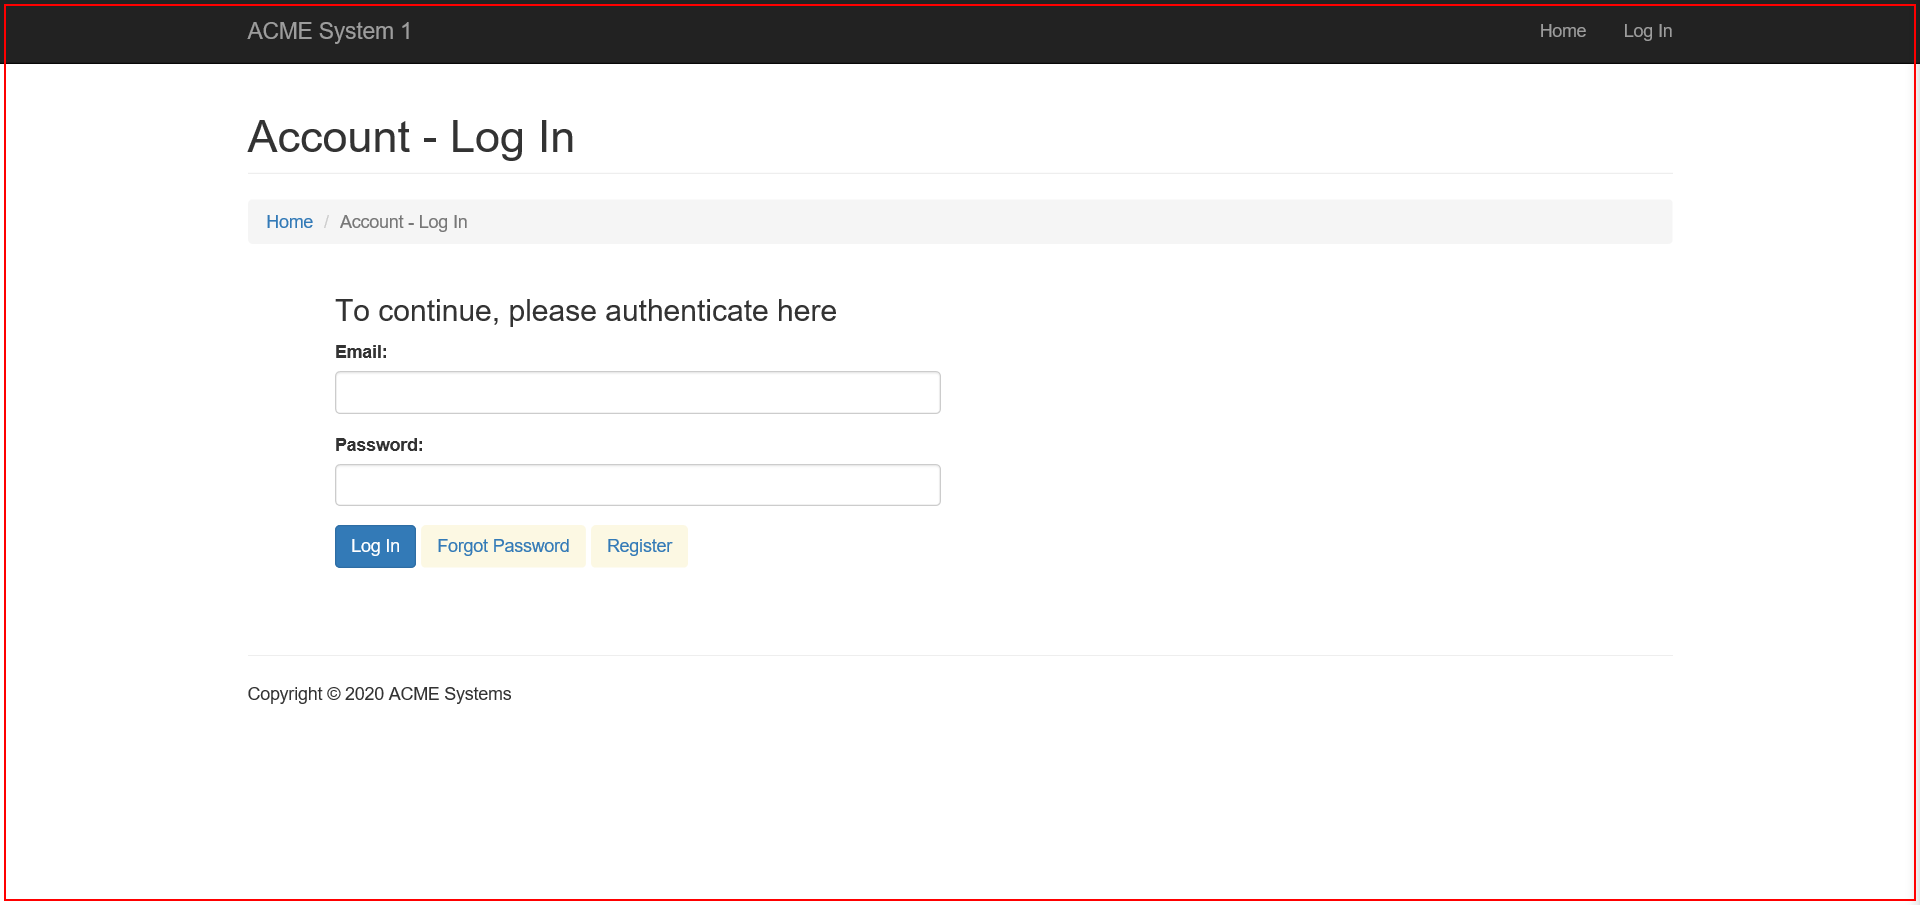 ACME System 1 Home Log In
Account - Log In
Home / Account - Log In
To continue, please authenticate here
Email:
Password:
Log In Forgot Password Register
Copyright © 2020 ACME Systems